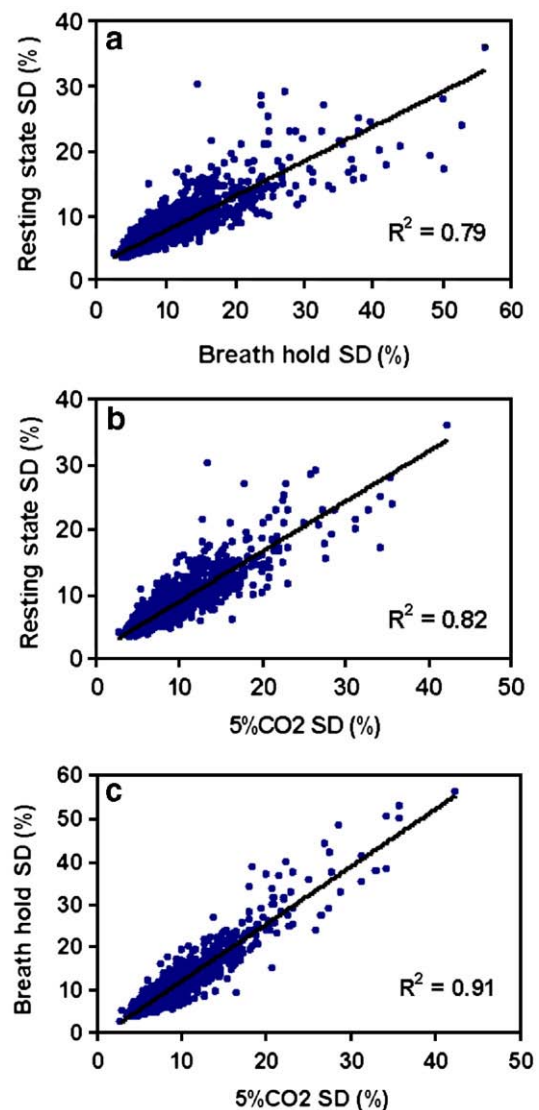 a
Resting state SD (%)
40
30
20
10
0
R² = 0.79
0 10 20 30 40 50 60
Breath hold SD (%)
b
Resting state SD (%)
40
30
20
10
0
R² = 0.82
0 10 20 30 40 50
5%CO2 SD (%)
c
Breath hold SD (%)
60
50
40
30
20
10
0
R² = 0.91
0 10 20 30 40 50
5%CO2 SD (%)